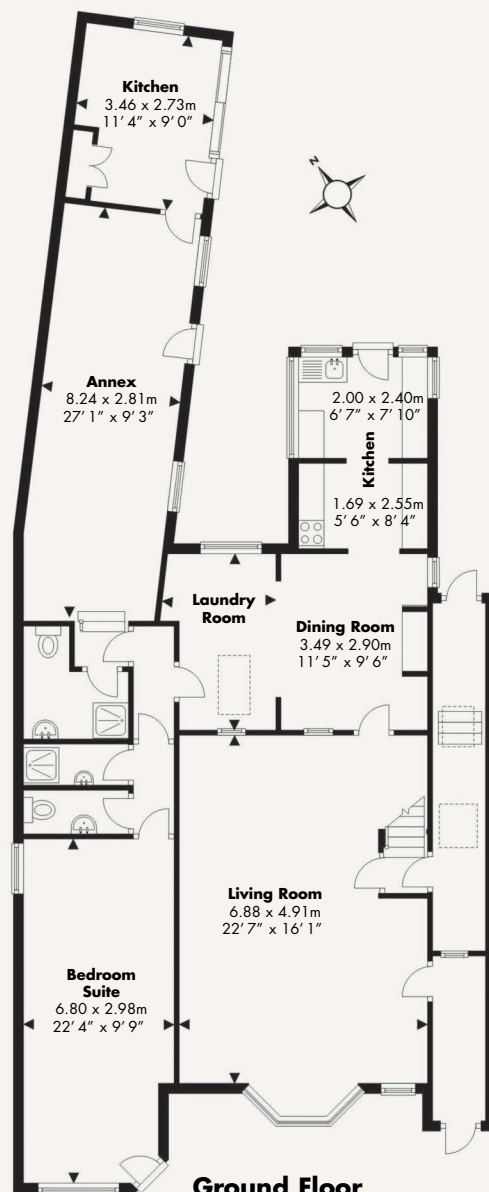 Kitchen
3.46 x 2.73m
11’ 4” x 9’ 0”
N
Annex
8.24 x 2.81m
27’ 1” x 9’ 3”
2.00 x 2.40m
6’ 7” x 7’ 10”
Kitchen
1.69 x 2.55m
5’ 6” x 8’ 4”
Laundry
Room
Dining Room
3.49 x 2.90m
11’ 5” x 9’ 6”
Living Room
6.88 x 4.91m
22’ 7” x 16’ 1”
Bedroom
Suite
6.80 x 2.98m
22’ 4” x 9’ 9”
Ground Floor